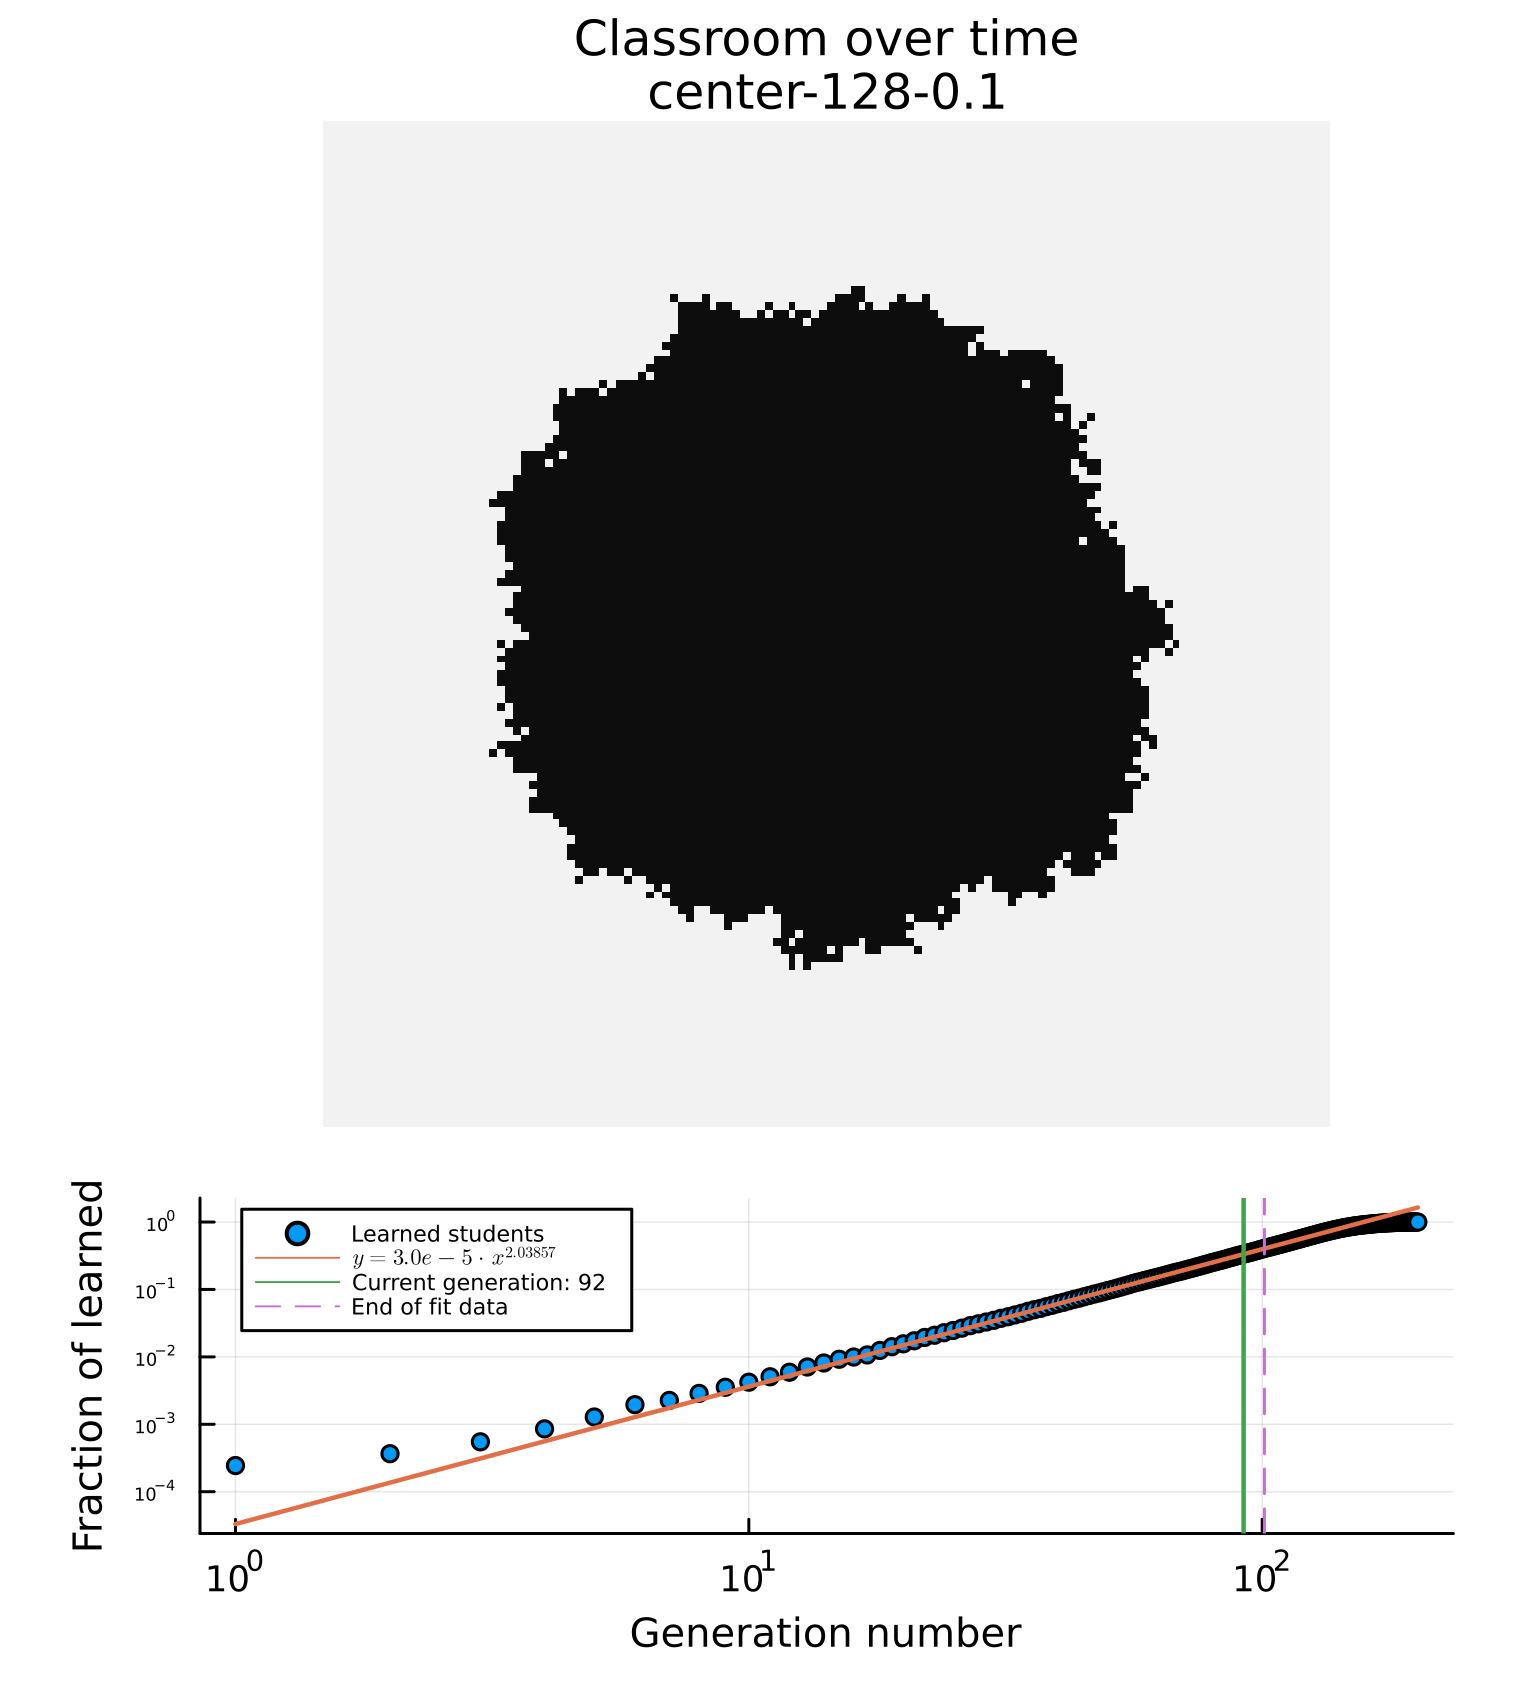 Classroom over time
center-128-0.1
Fraction of learned
10⁰
10⁻¹
10⁻²
10⁻³
10⁻⁴
Learned students
y = 3.0e − 5 · x^2.03857
Current generation: 92
End of fit data
10⁰ 10¹ 10²
Generation number